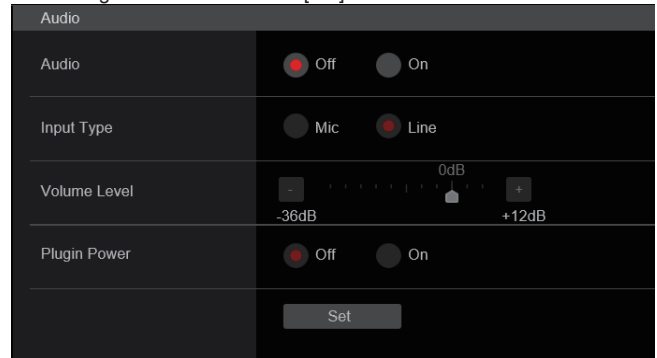 Audio
Audio Off On
Input Type Mic Line
0dB
Volume Level - +
-36dB +12dB
Plugin Power Off On
Set